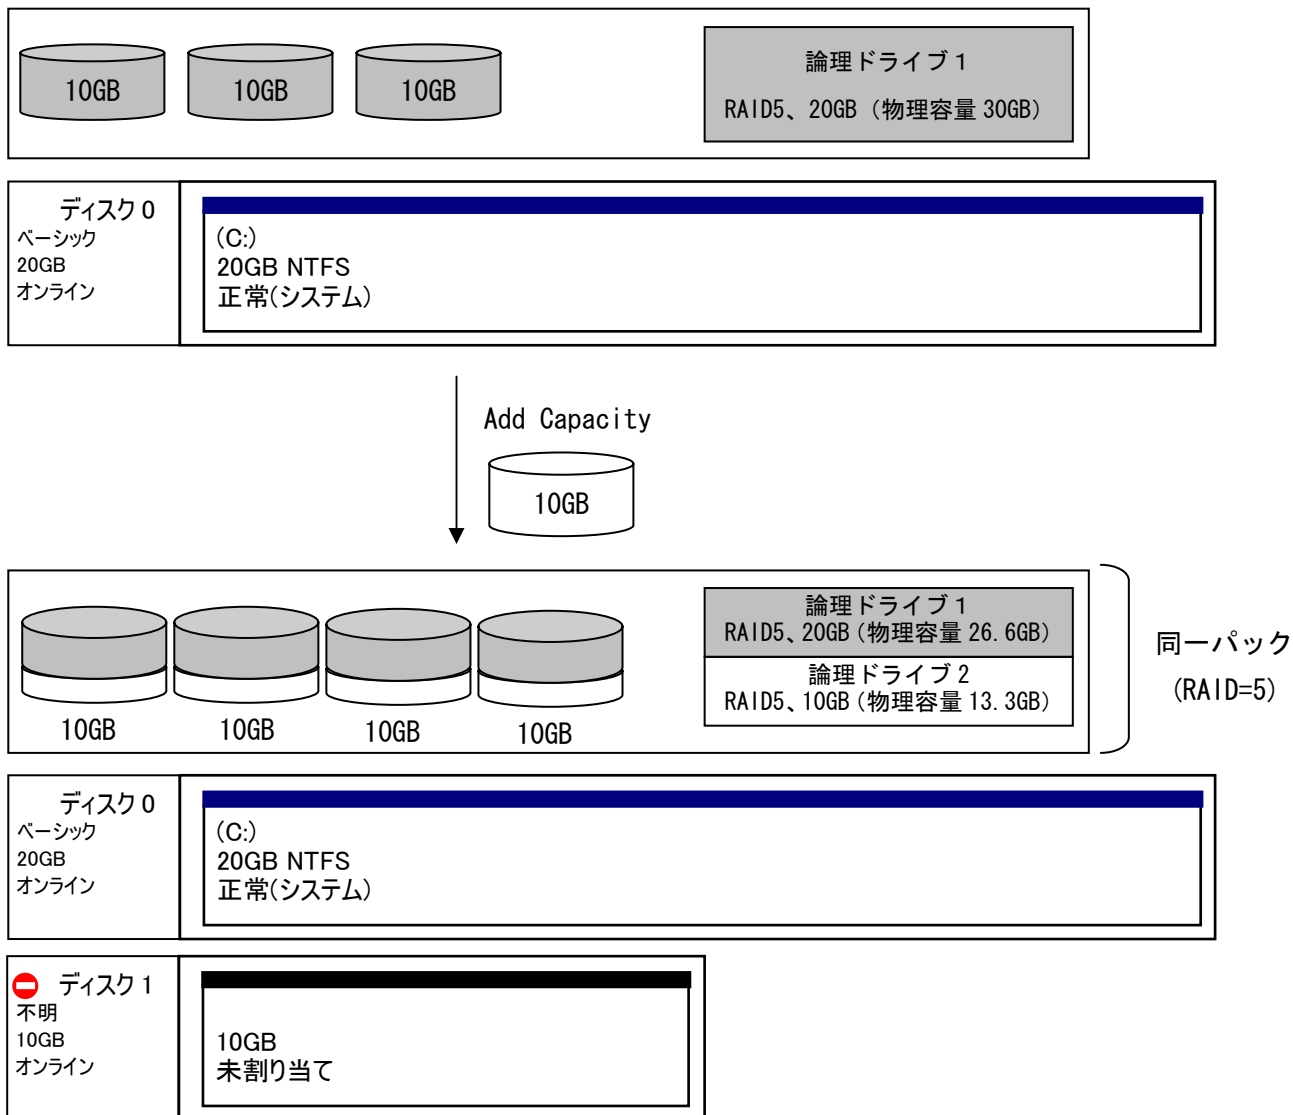 10GB
10GB
10GB
論理ドライブ1
RAID5、20GB(物理容量 30GB)
ディスク 0
ベーシック
20GB
オンライン
(C:)
20GB NTFS
正常(システム)
Add Capacity
10GB
10GB
10GB
10GB
10GB
論理ドライブ1
RAID5、20GB(物理容量 26.6GB)
論理ドライブ2
RAID5、10GB(物理容量 13.3GB)
同一パック
(RAID=5)
ディスク 0
ベーシック
20GB
オンライン
(C:)
20GB NTFS
正常(システム)
ディスク 1
不明
10GB
オンライン
10GB
未割り当て